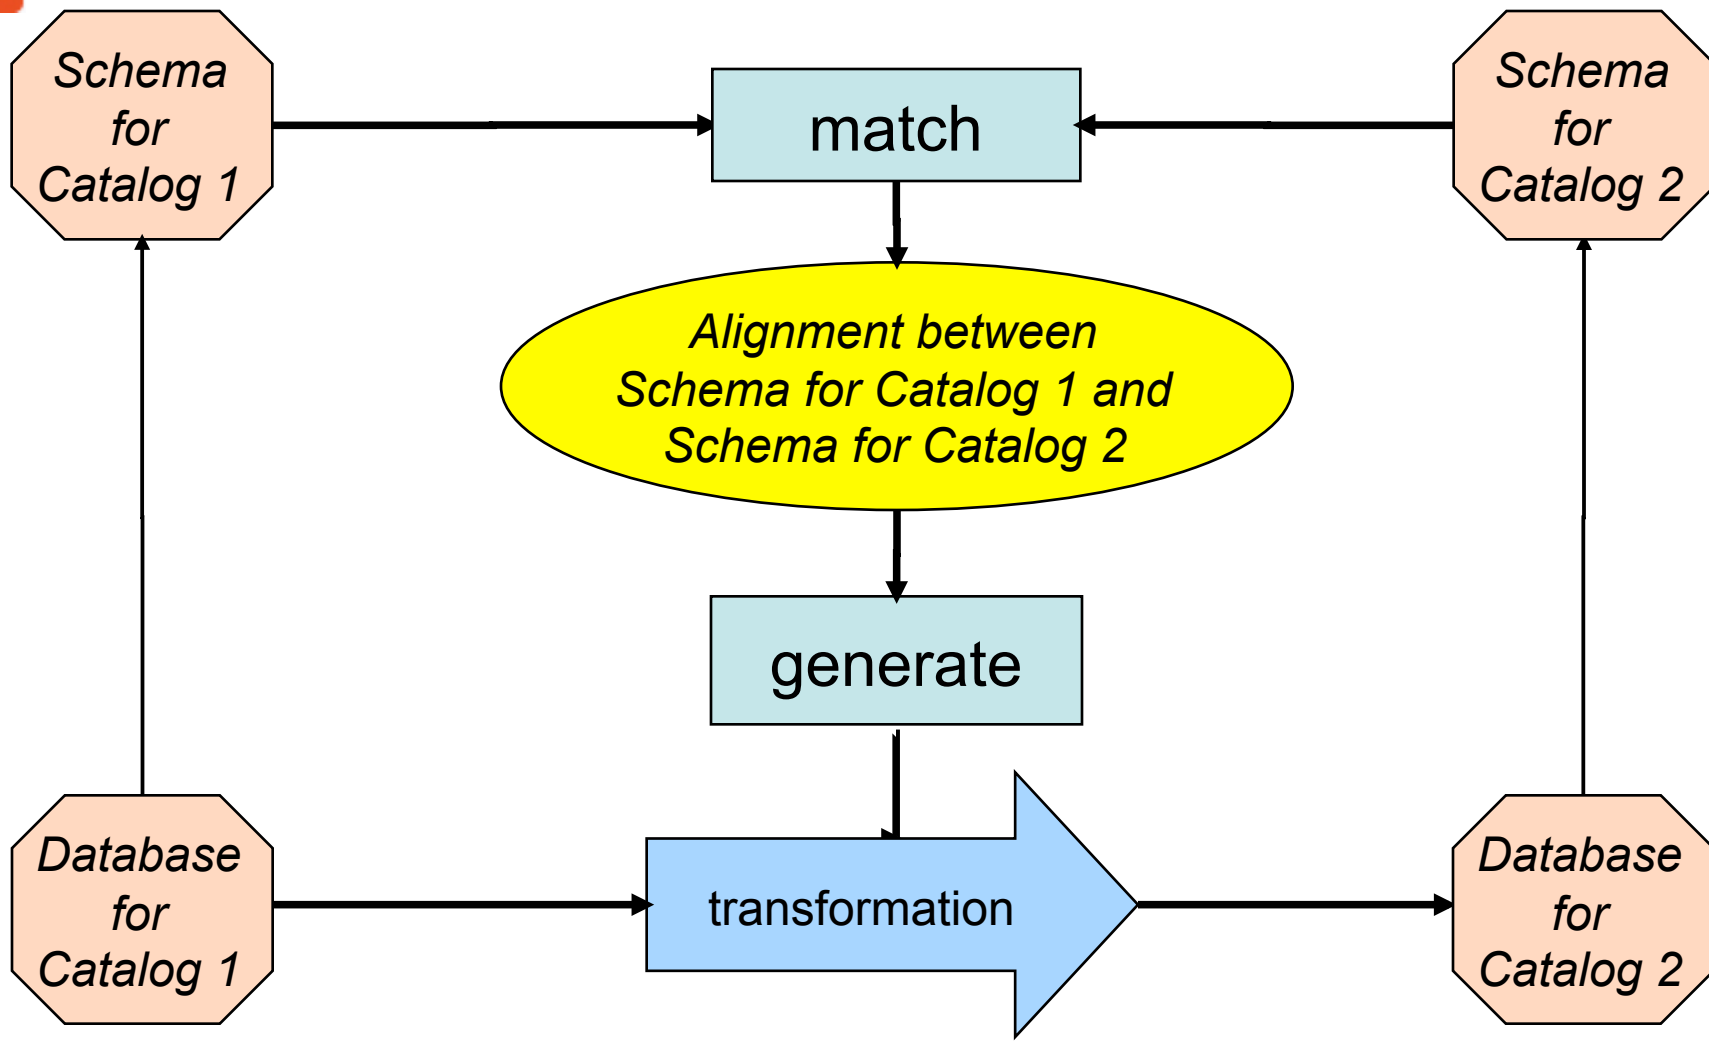 Schema
for
Catalog 1
match
Schema
for
Catalog 2
Alignment between
Schema for Catalog 1 and
Schema for Catalog 2
generate
Database
for
Catalog 1
transformation
Database
for
Catalog 2